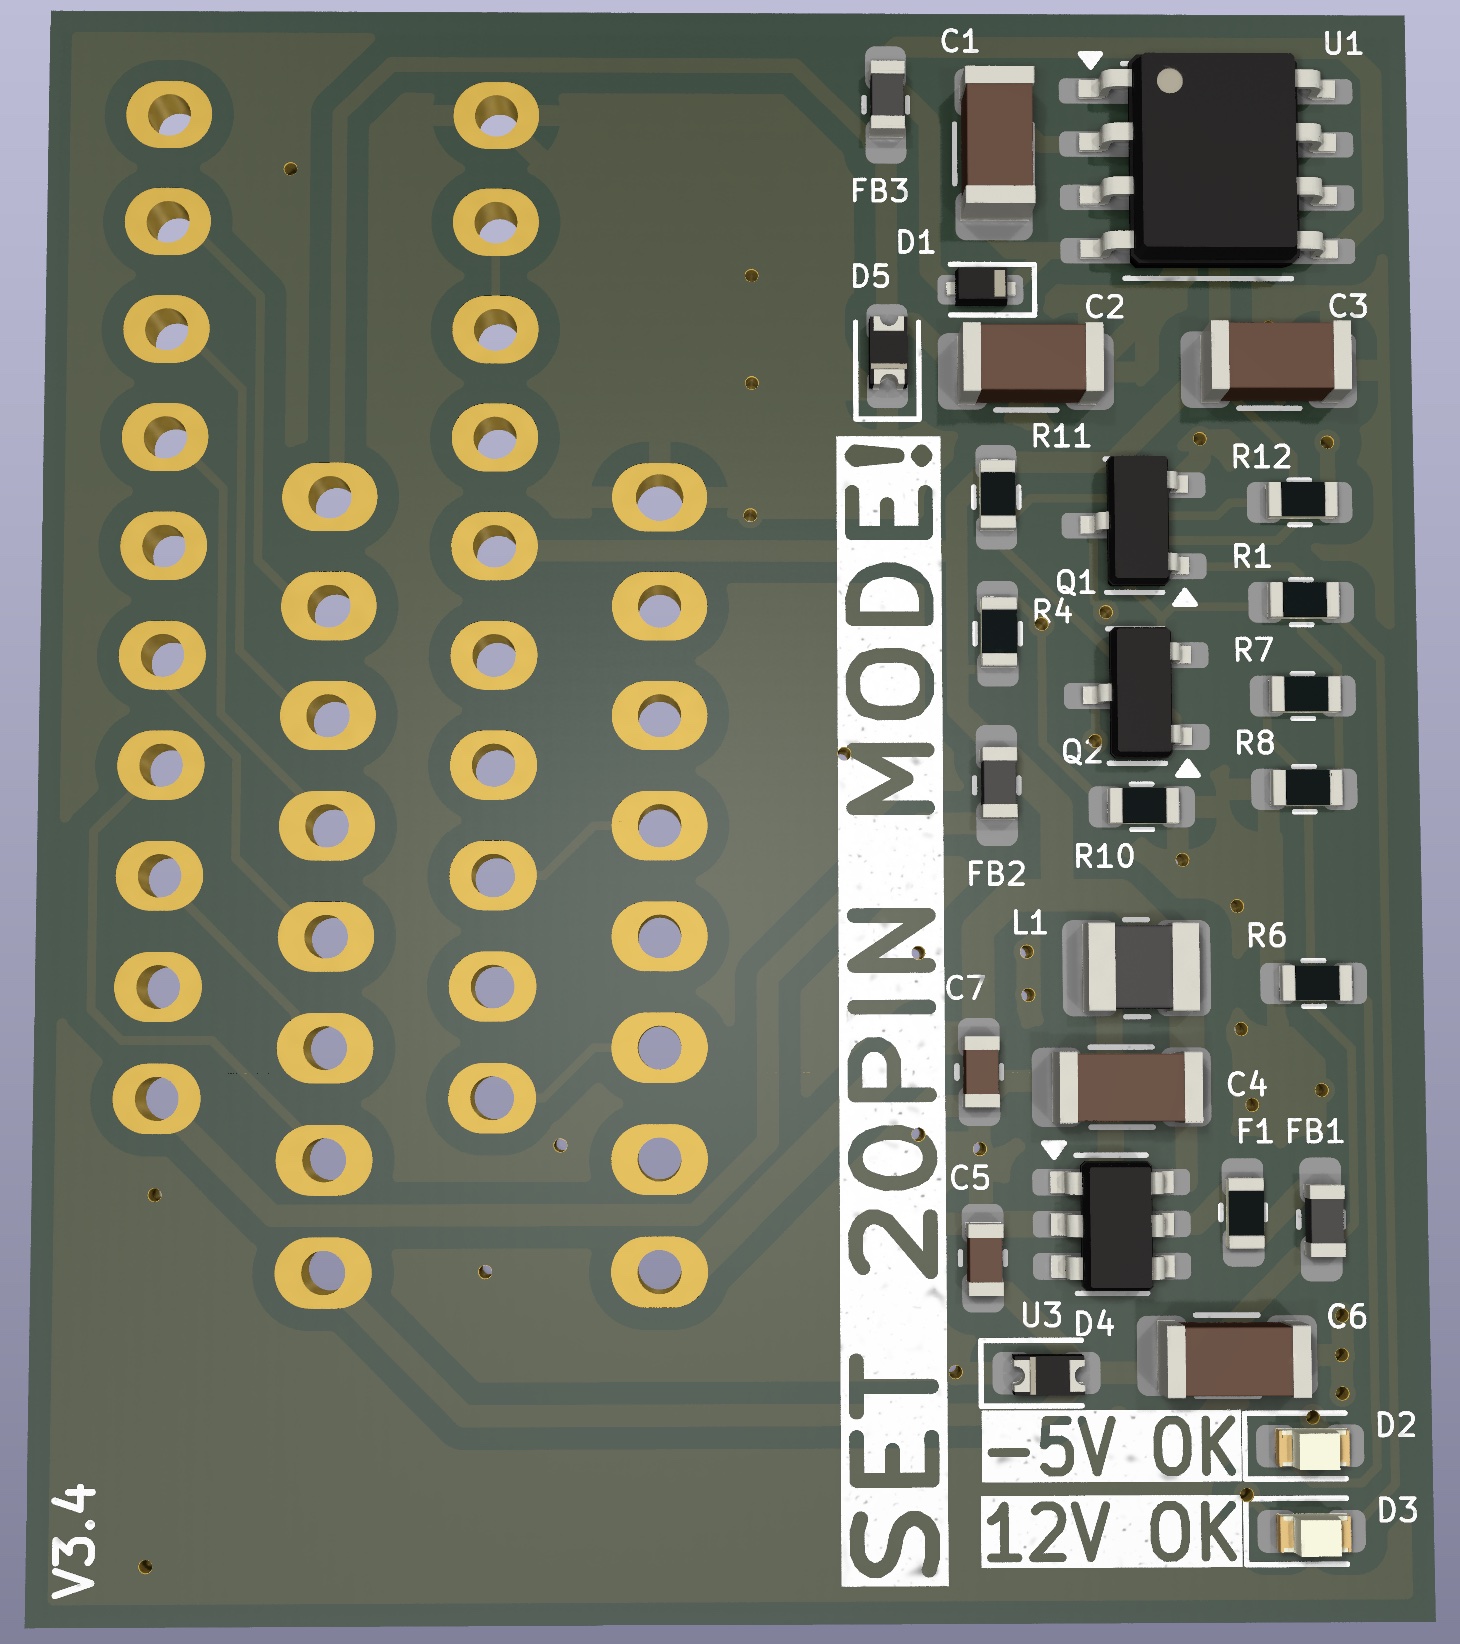 C1
U1
FB3
D1
D5
C2
C3
R11
R12
R1
Q1
R4
R7
R8
Q2
R10
FB2
L1
R6
C7
C4
F1
FB1
C5
U3
D4
C6
D2
-5V OK
D3
12V OK
SET 20PIN MODE!
V3.4